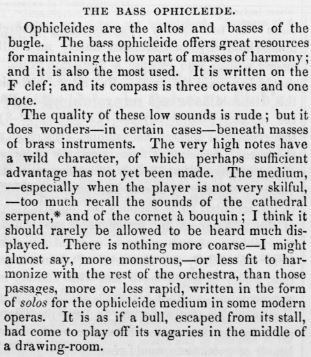 THE BASS OPHICLEIDE.
Ophicleides are the altos and basses of the
bugle. The bass ophicleide offers great resources
for maintaining the low part of masses of harmony;
and it is also the most used. It is written on the
F clef; and its compass is three octaves and one
note.
The quality of these low sounds is rude; but it
does wonders—in certain cases—beneath masses
of brass instruments. The very high notes have
a wild character, of which perhaps sufficient
advantage has not yet been made. The medium,
—especially when the player is not very skilful,
—too much recall the sounds of the cathedral
serpent,* and of the cornet à bouquin; I think it
should rarely be allowed to be heard much dis-
played. There is nothing more coarse—I might
almost say, more monstrous,—or less fit to har-
monize with the rest of the orchestra, than those
passages, more or less rapid, written in the form
of solos for the ophicleide medium in some modern
operas. It is as if a bull, escaped from its stall,
had come to play off its vagaries in the middle of
a drawing-room.